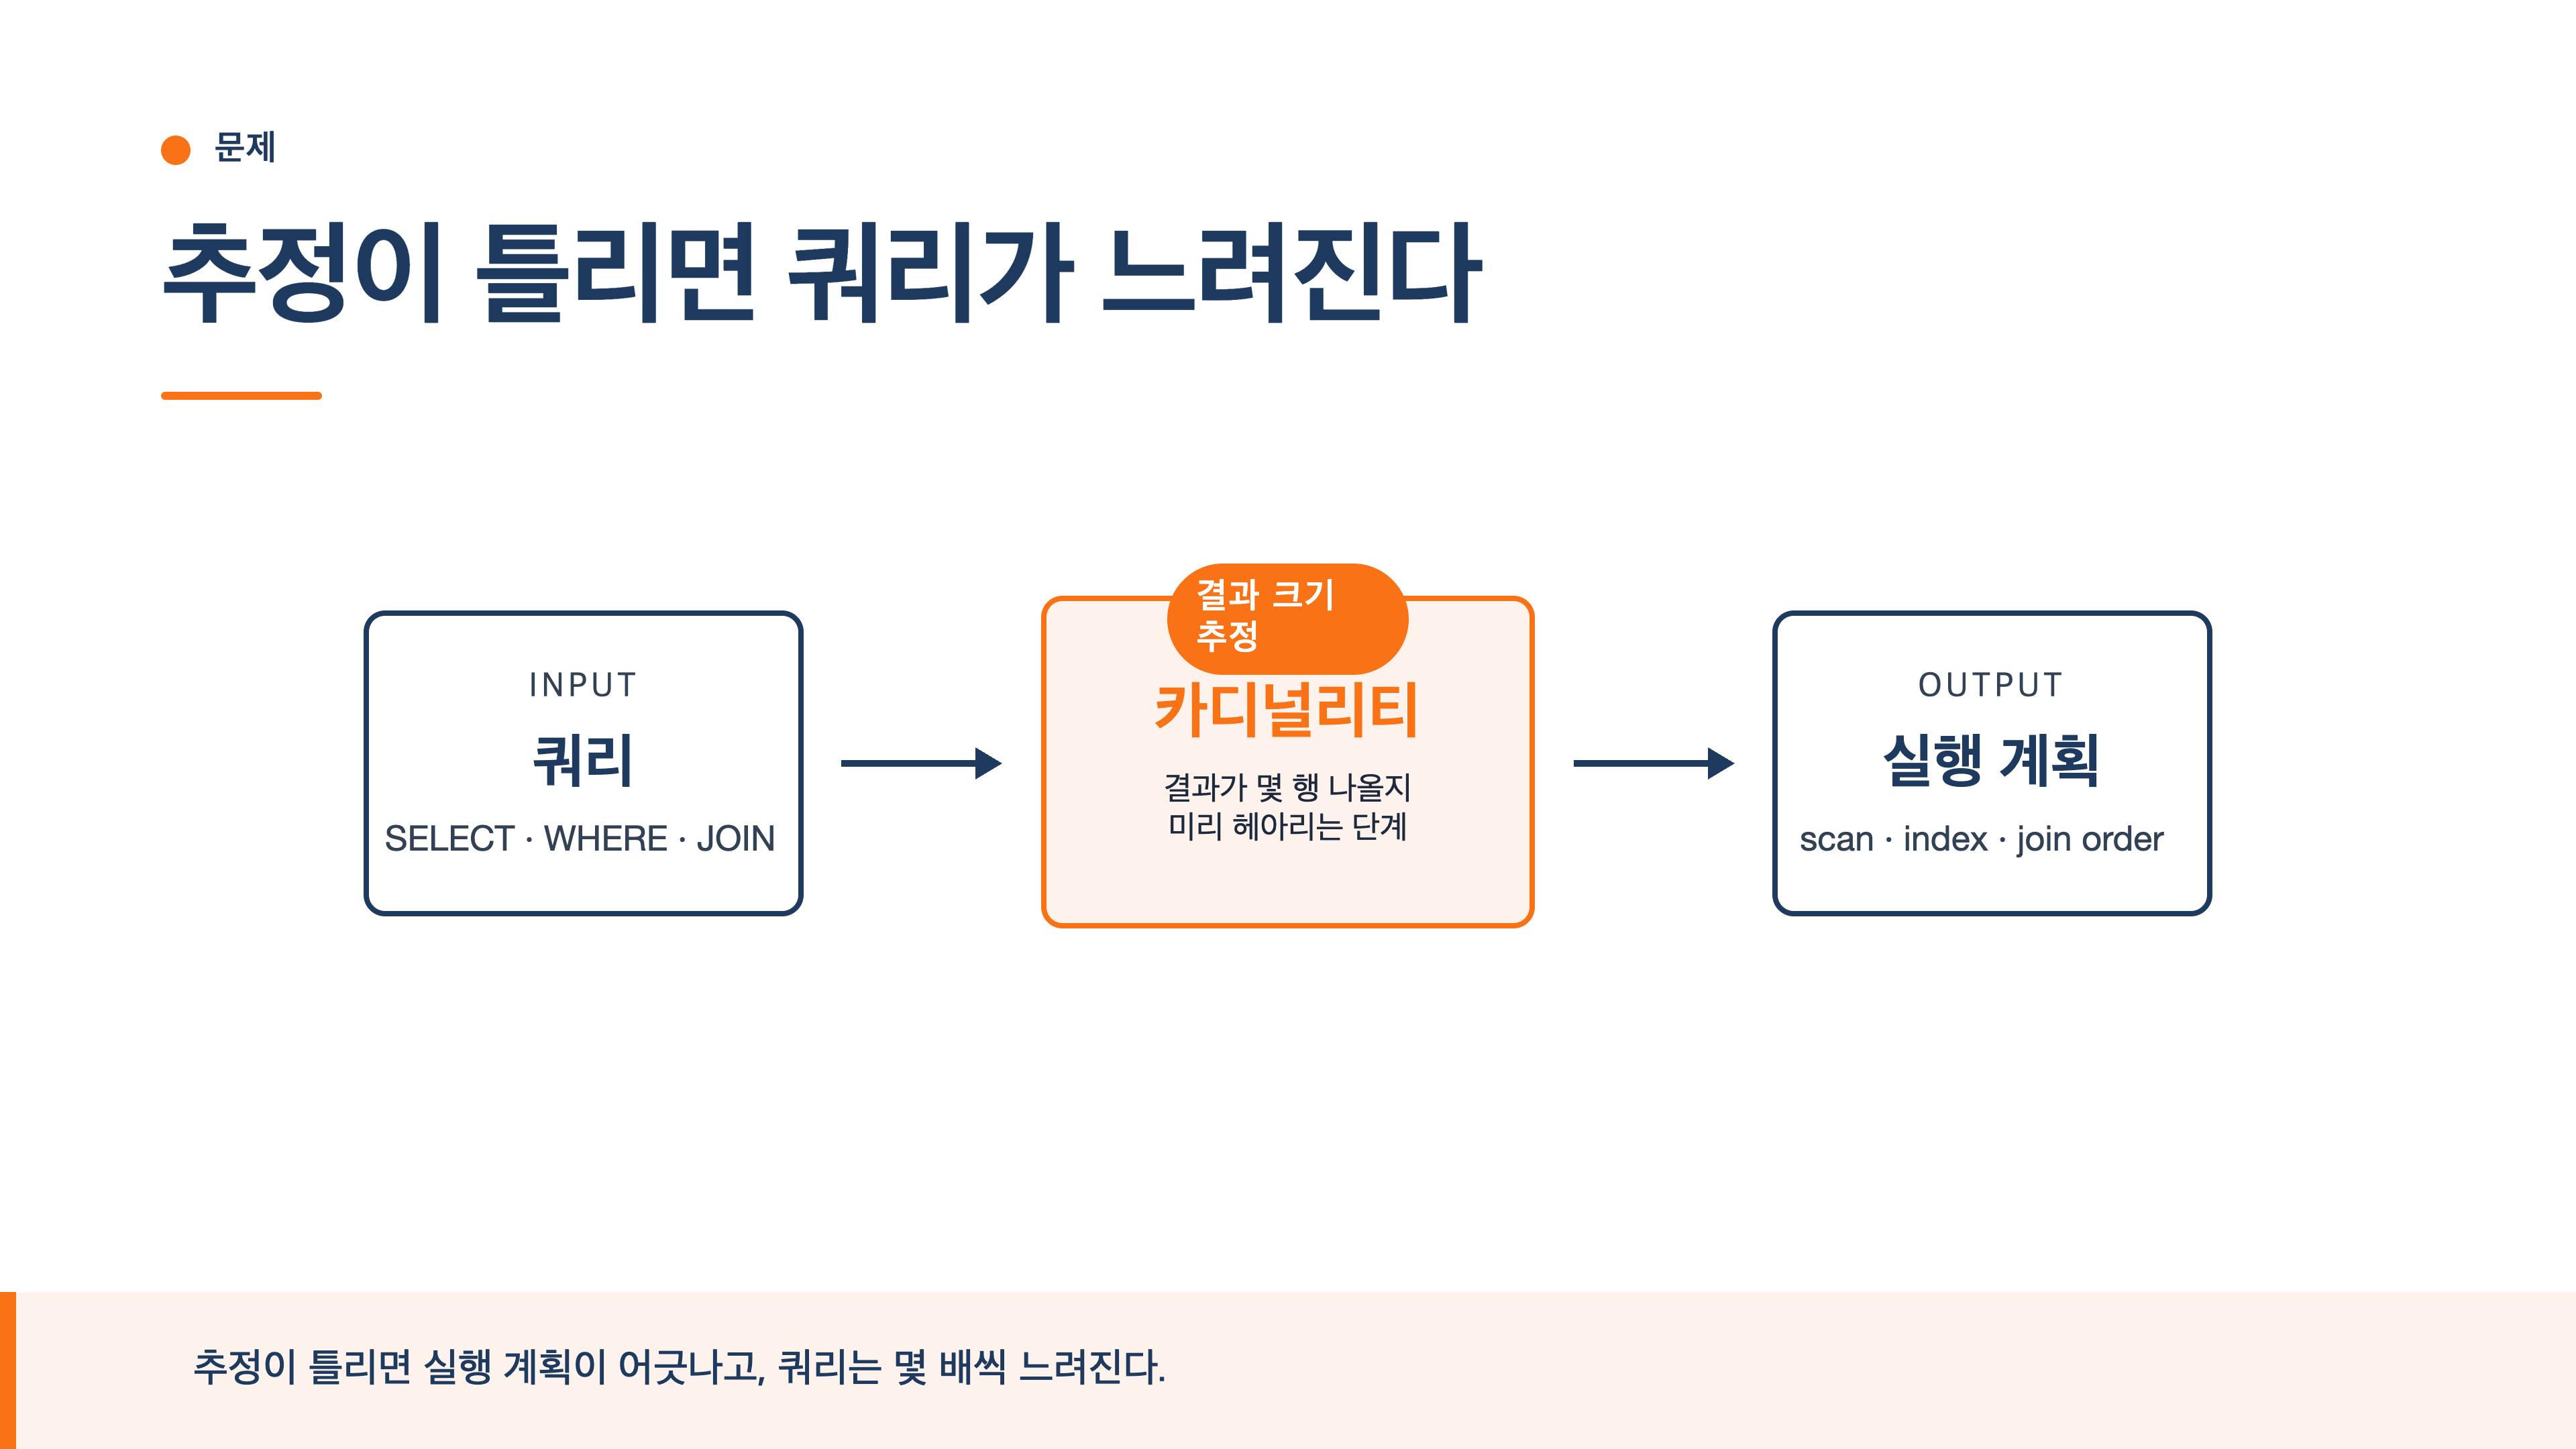 문제
추정이 틀리면 쿼리가 느려진다
INPUT
쿼리
SELECT · WHERE · JOIN
결과 크기
추정
카디널리티
결과가 몇 행 나올지
미리 헤아리는 단계
OUTPUT
실행 계획
scan · index · join order
추정이 틀리면 실행 계획이 어긋나고, 쿼리는 몇 배씩 느려진다.